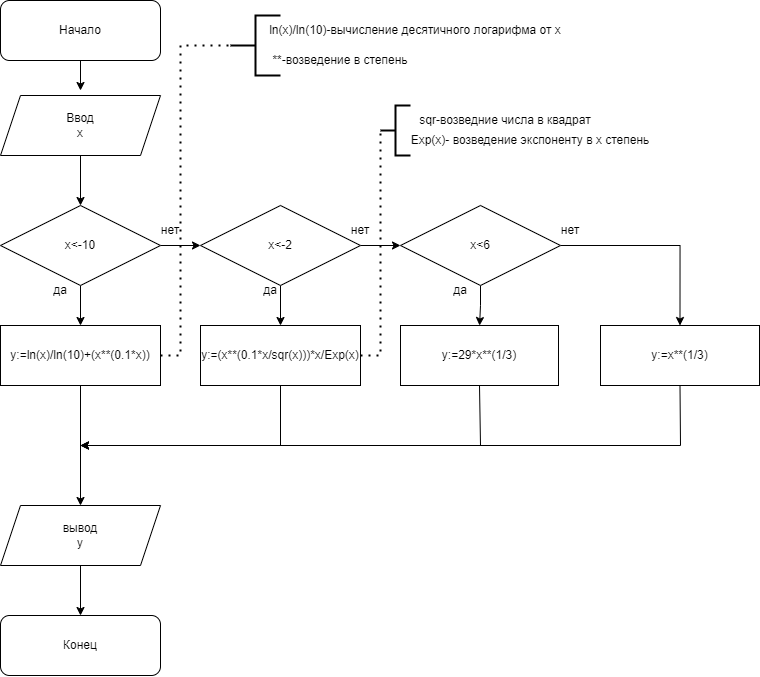 Начало
ln(x)/ln(10)-вычисление десятичного логарифма от x
**-возведение в степень
Ввод
x
sqr-возведние числа в квадрат
Exp(x)- возведение экспоненту в x степень
x<-10
нет
x<-2
нет
x<6
нет
да
да
да
y:=ln(x)/ln(10)+(x**(0.1*x))
y:=(x**(0.1*x/sqr(x)))*x/Exp(x)
y:=29*x**(1/3)
y:=x**(1/3)
вывод
y
Конец